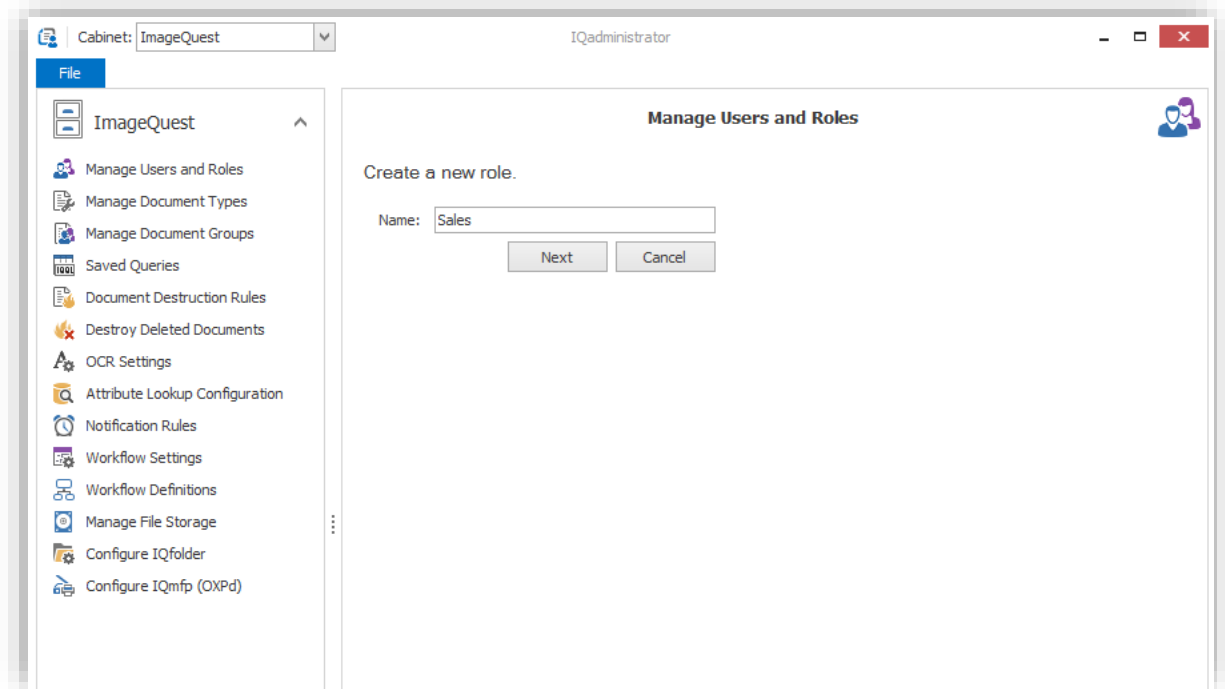 Cabinet: ImageQuest
IQadministrator
File
ImageQuest
Manage Users and Roles
Manage Document Types
Manage Document Groups
IQQL
Saved Queries
Document Destruction Rules
Destroy Deleted Documents
OCR Settings
Attribute Lookup Configuration
Notification Rules
Workflow Settings
Workflow Definitions
Manage File Storage
Configure IQfolder
Configure IQmfp (OXPd)
Manage Users and Roles
Create a new role.
Name: Sales
Next Cancel